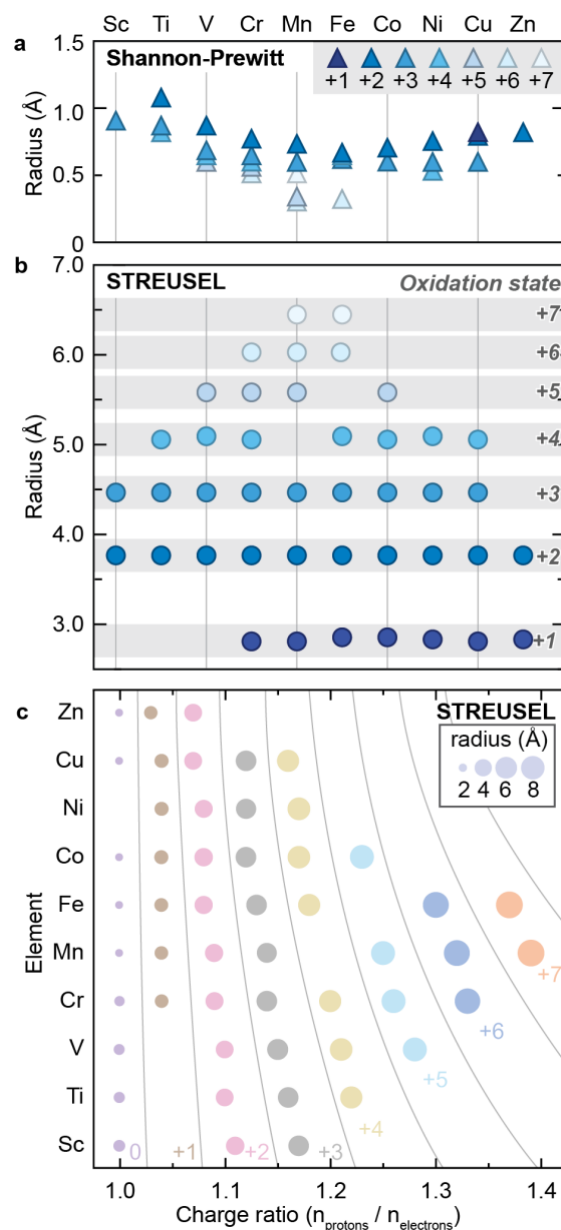 Sc Ti V Cr Mn Fe Co Ni Cu Zn
a
Shannon-Prewitt
+1 +2 +3 +4 +5 +6 +7
1.5
1.0
0.5
0
Radius (Å)
b
STREUSEL
Oxidation state
7.0
6.0
5.0
4.0
3.0
Radius (Å)
+7
+6
+5
+4
+3
+2
+1
c
STREUSEL
radius (Å)
2 4 6 8
Zn
Cu
Ni
Co
Fe
Mn
Cr
V
Ti
Sc
Element
+7
+6
+5
+4
0 +1 +2 +3
1.0 1.1 1.2 1.3 1.4
Charge ratio (n_protons / n_electrons)